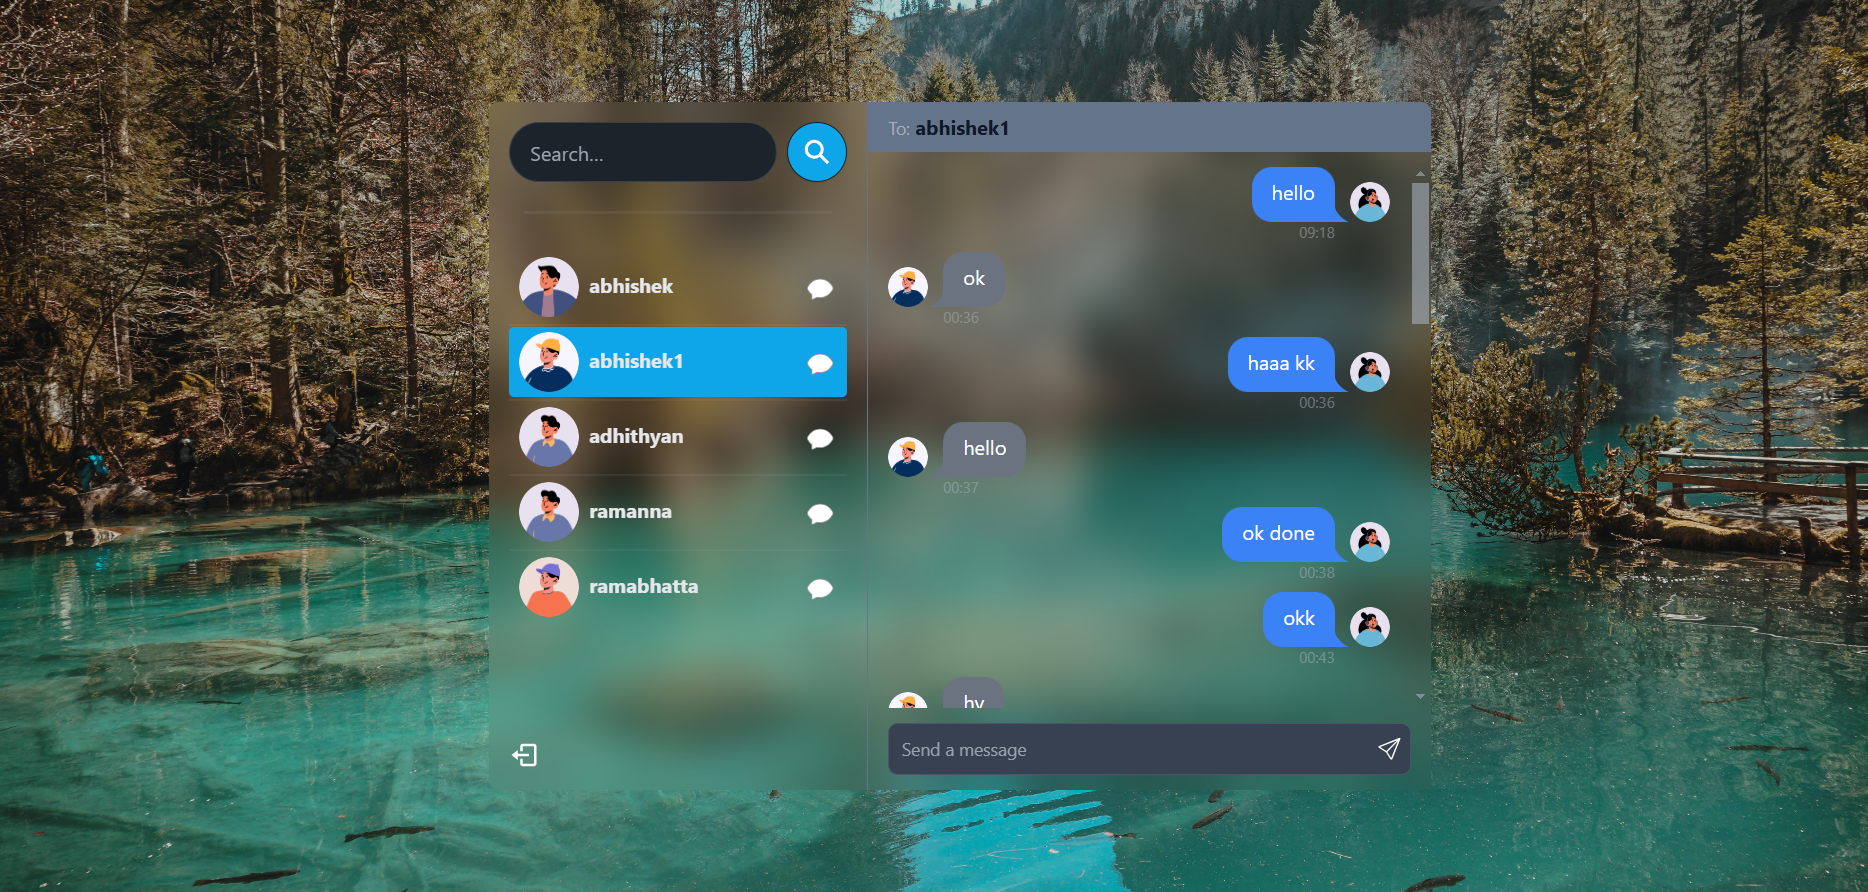 Search...
abhishek
abhishek1
adhithyan
ramanna
ramabhatta
To: abhishek1
hello
09:18
ok
00:36
haaa kk
00:36
hello
00:37
ok done
00:38
okk
00:43
hy
Send a message